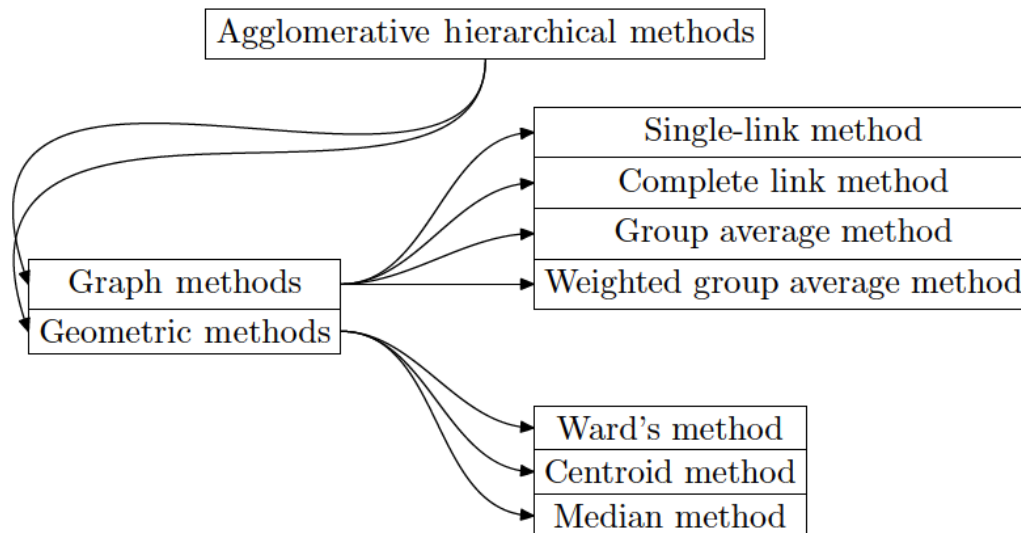 Agglomerative hierarchical methods
Single-link method
Complete link method
Group average method
Weighted group average method
Graph methods
Geometric methods
Ward's method
Centroid method
Median method